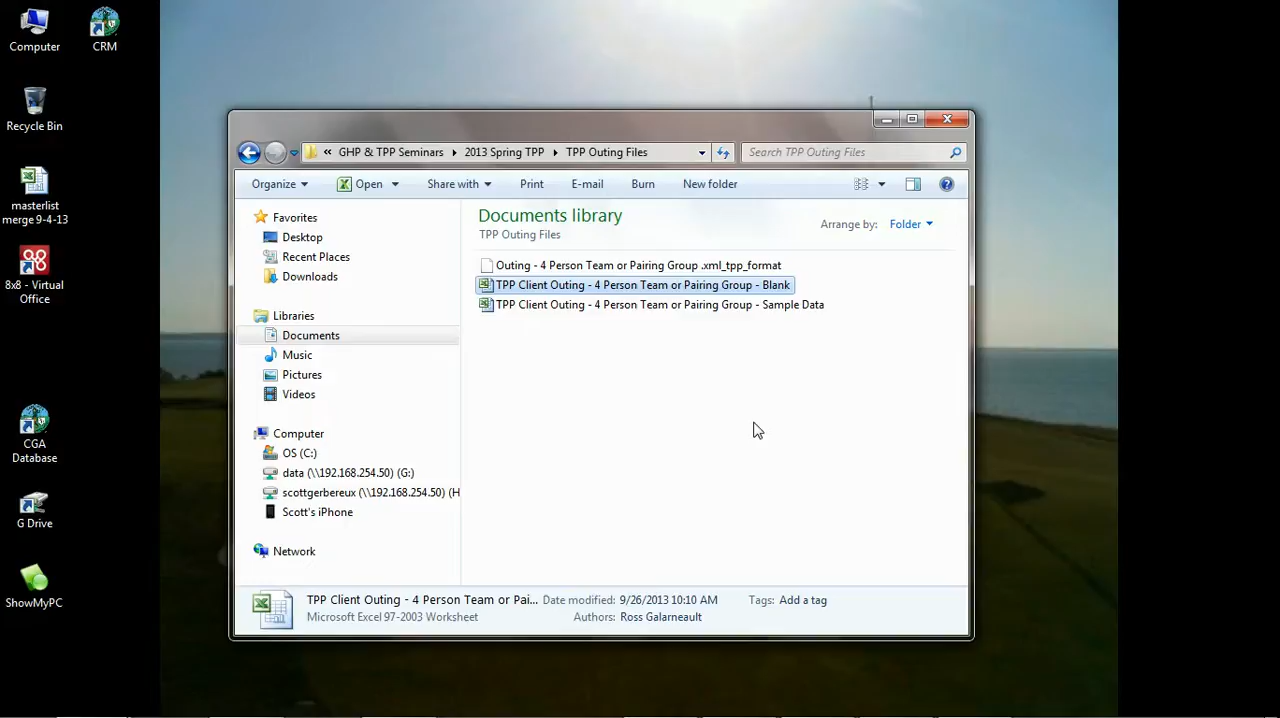 Computer
CRM
Recycle Bin
masterlist
merge 9-4-13
8x8 - Virtual
Office
CGA
Database
G Drive
ShowMyPC
« GHP & TPP Seminars 2013 Spring TPP TPP Outing Files
Search TPP Outing Files
Organize Open Share with Print E-mail Burn New folder
Favorites
Desktop
Recent Places
Downloads
Libraries
Documents
Music
Pictures
Videos
Computer
OS (C:)
data (\\192.168.254.50) (G:)
scottgerbereux (\\192.168.254.50) (H
Scott's iPhone
Network
Documents library
TPP Outing Files
Arrange by: Folder
Outing - 4 Person Team or Pairing Group .xml_tpp_format
TPP Client Outing - 4 Person Team or Pairing Group - Blank
TPP Client Outing - 4 Person Team or Pairing Group - Sample Data
TPP Client Outing - 4 Person Team or Pai... Date modified: 9/26/2013 10:10 AM Tags: Add a tag
Microsoft Excel 97-2003 Worksheet Authors: Ross Galarneault